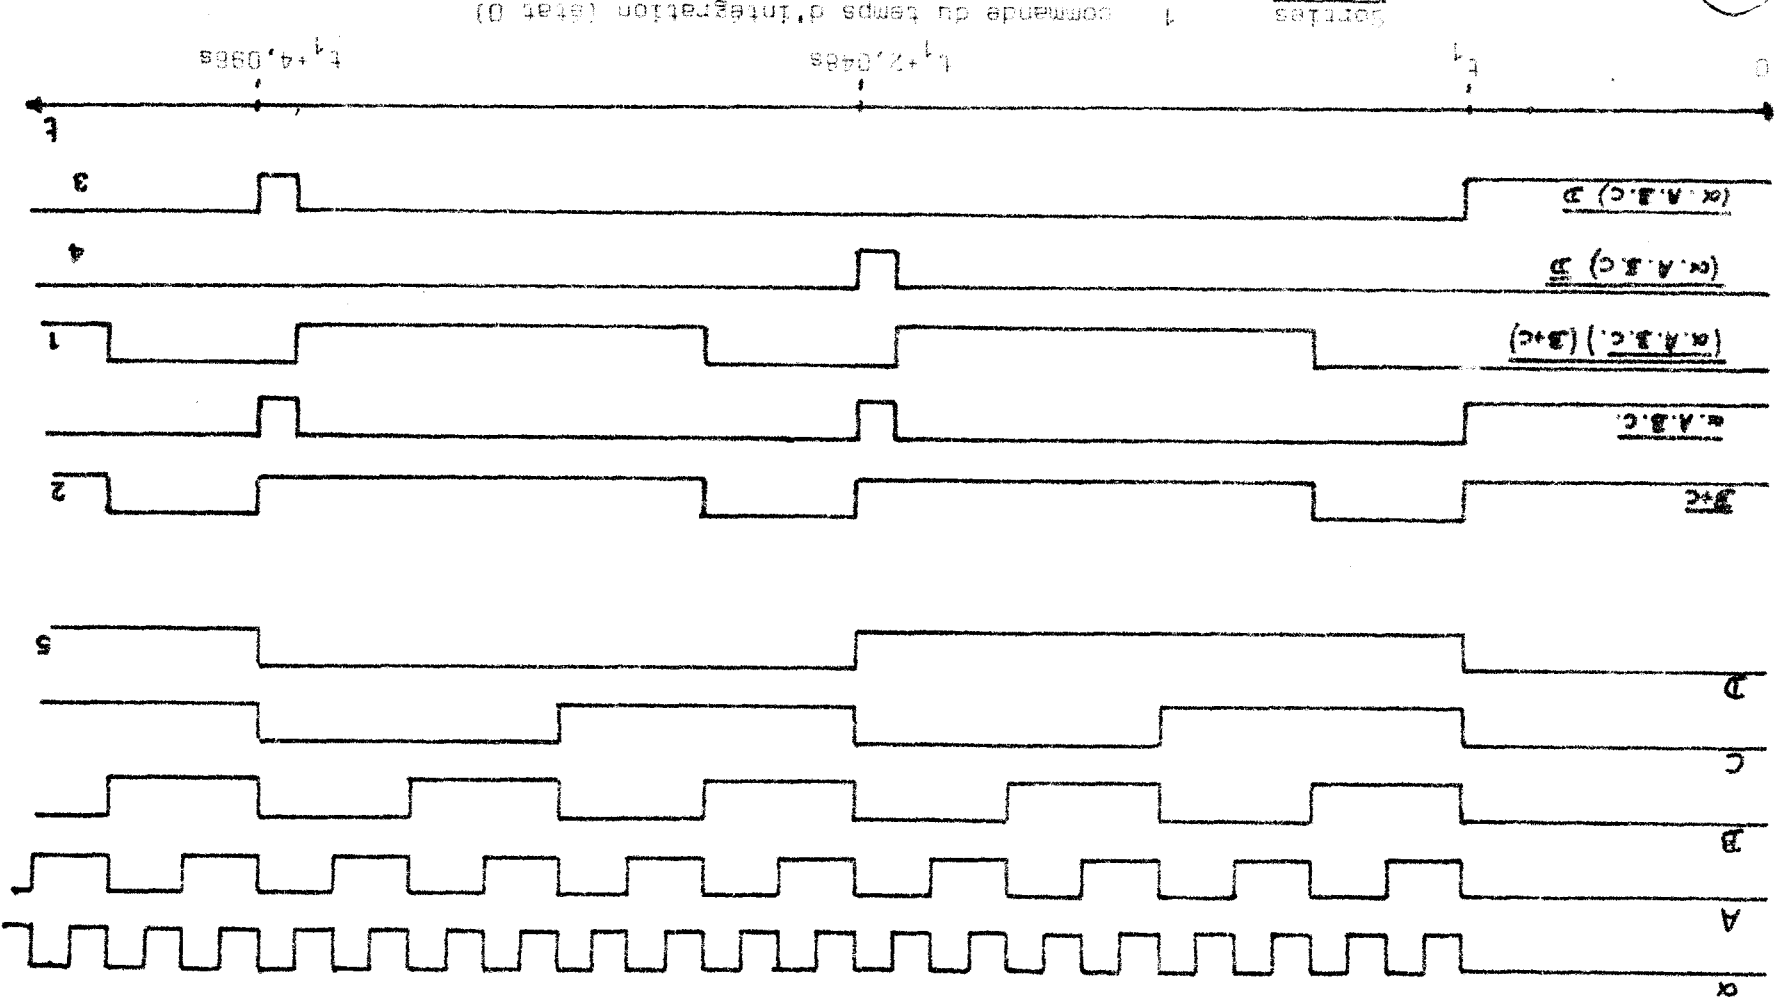 α
A
B
C
D 5
B+C 2
α.A.B.C.
(α.A.B.C.)(B+C) 1
(α.A.B.C) D 4
(α.A.B.C) D 3
t
0 t1 t1+2,048s t1+4,096s
Sorties 1 commande du temps d'intégration (état 0)